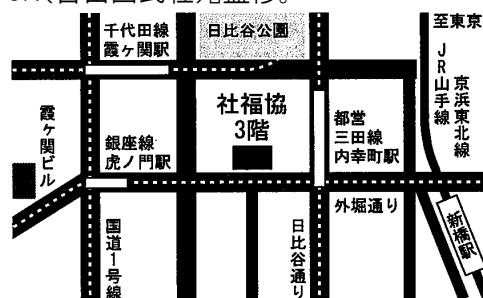 千代田線
霞ヶ関駅
日比谷公園
至東京
JR山手線
京浜東北線
霞ヶ関ビル
社福協
3階
都営
三田線
内幸町駅
銀座線
虎ノ門駅
外堀通り
新橋駅
国道1号線
日比谷通り